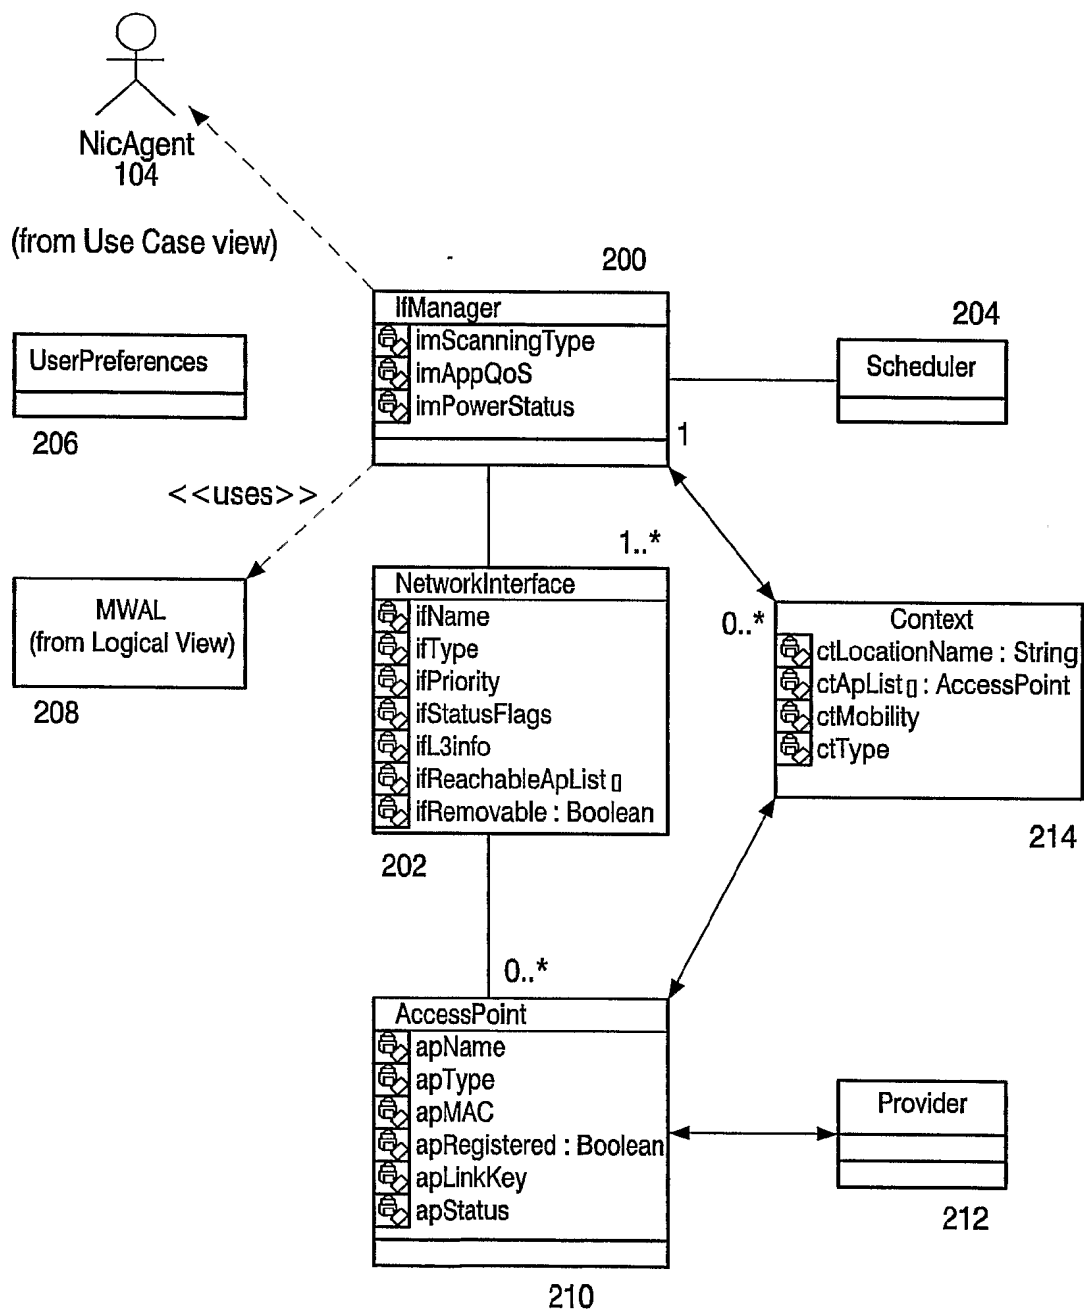 NicAgent
104
(from Use Case view)
200
IfManager
imScanningType
imAppQoS
imPowerStatus
204
Scheduler
UserPreferences
206
1
<<uses>>
1..*
MWAL
(from Logical View)
208
NetworkInterface
ifName
ifType
ifPriority
ifStatusFlags
ifL3info
ifReachableApList []
ifRemovable : Boolean
202
0..*
Context
ctLocationName : String
ctApList [] : AccessPoint
ctMobility
ctType
214
0..*
AccessPoint
apName
apType
apMAC
apRegistered : Boolean
apLinkKey
apStatus
210
Provider
212